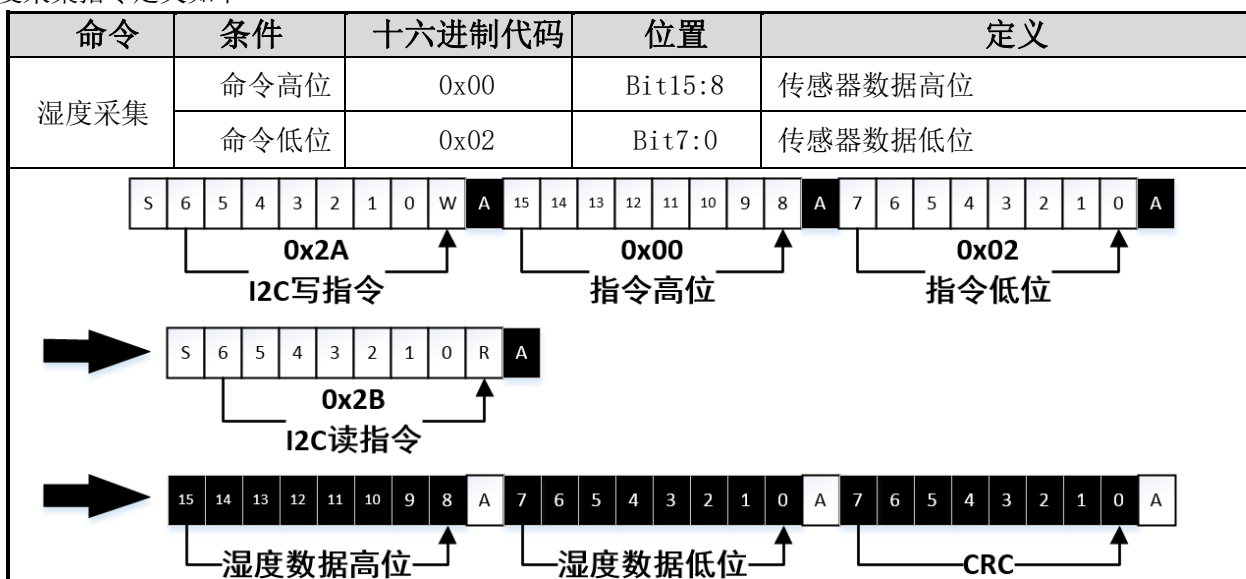 命令 条件 十六进制代码 位置 定义
湿度采集 命令高位 0x00 Bit15:8 传感器数据高位
命令低位 0x02 Bit7:0 传感器数据低位
S 6 5 4 3 2 1 0 W A 15 14 13 12 11 10 9 8 A 7 6 5 4 3 2 1 0 A
0x2A 0x00 0x02
I2C写指令 指令高位 指令低位
S 6 5 4 3 2 1 0 R A
0x2B
I2C读指令
15 14 13 12 11 10 9 8 A 7 6 5 4 3 2 1 0 A 7 6 5 4 3 2 1 0 A
湿度数据高位 湿度数据低位 CRC